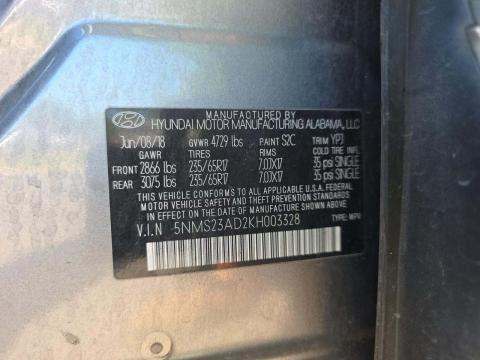 MANUFACTURED BY
HYUNDAI MOTOR MANUFACTURING ALABAMA, LLC
Jun/08/18 GVWR 4729 lbs PAINT S2C TRIM YPJ
GAWR TIRES RIMS COLD TIRE INFL
FRONT 2866 lbs 235/65R17 7.0JX17 35 psi SINGLE
REAR 3075 lbs 235/65R17 7.0JX17 35 psi SINGLE
THIS VEHICLE CONFORMS TO ALL APPLICABLE U.S.A. FEDERAL
MOTOR VEHICLE SAFETY, BUMPER AND THEFT PREVENTION
STANDARDS IN EFFECT ON THE DATE OF MANUFACTURE SHOWN ABOVE.
V.I.N 5NMS23AD2KH003328 TYPE: MPV